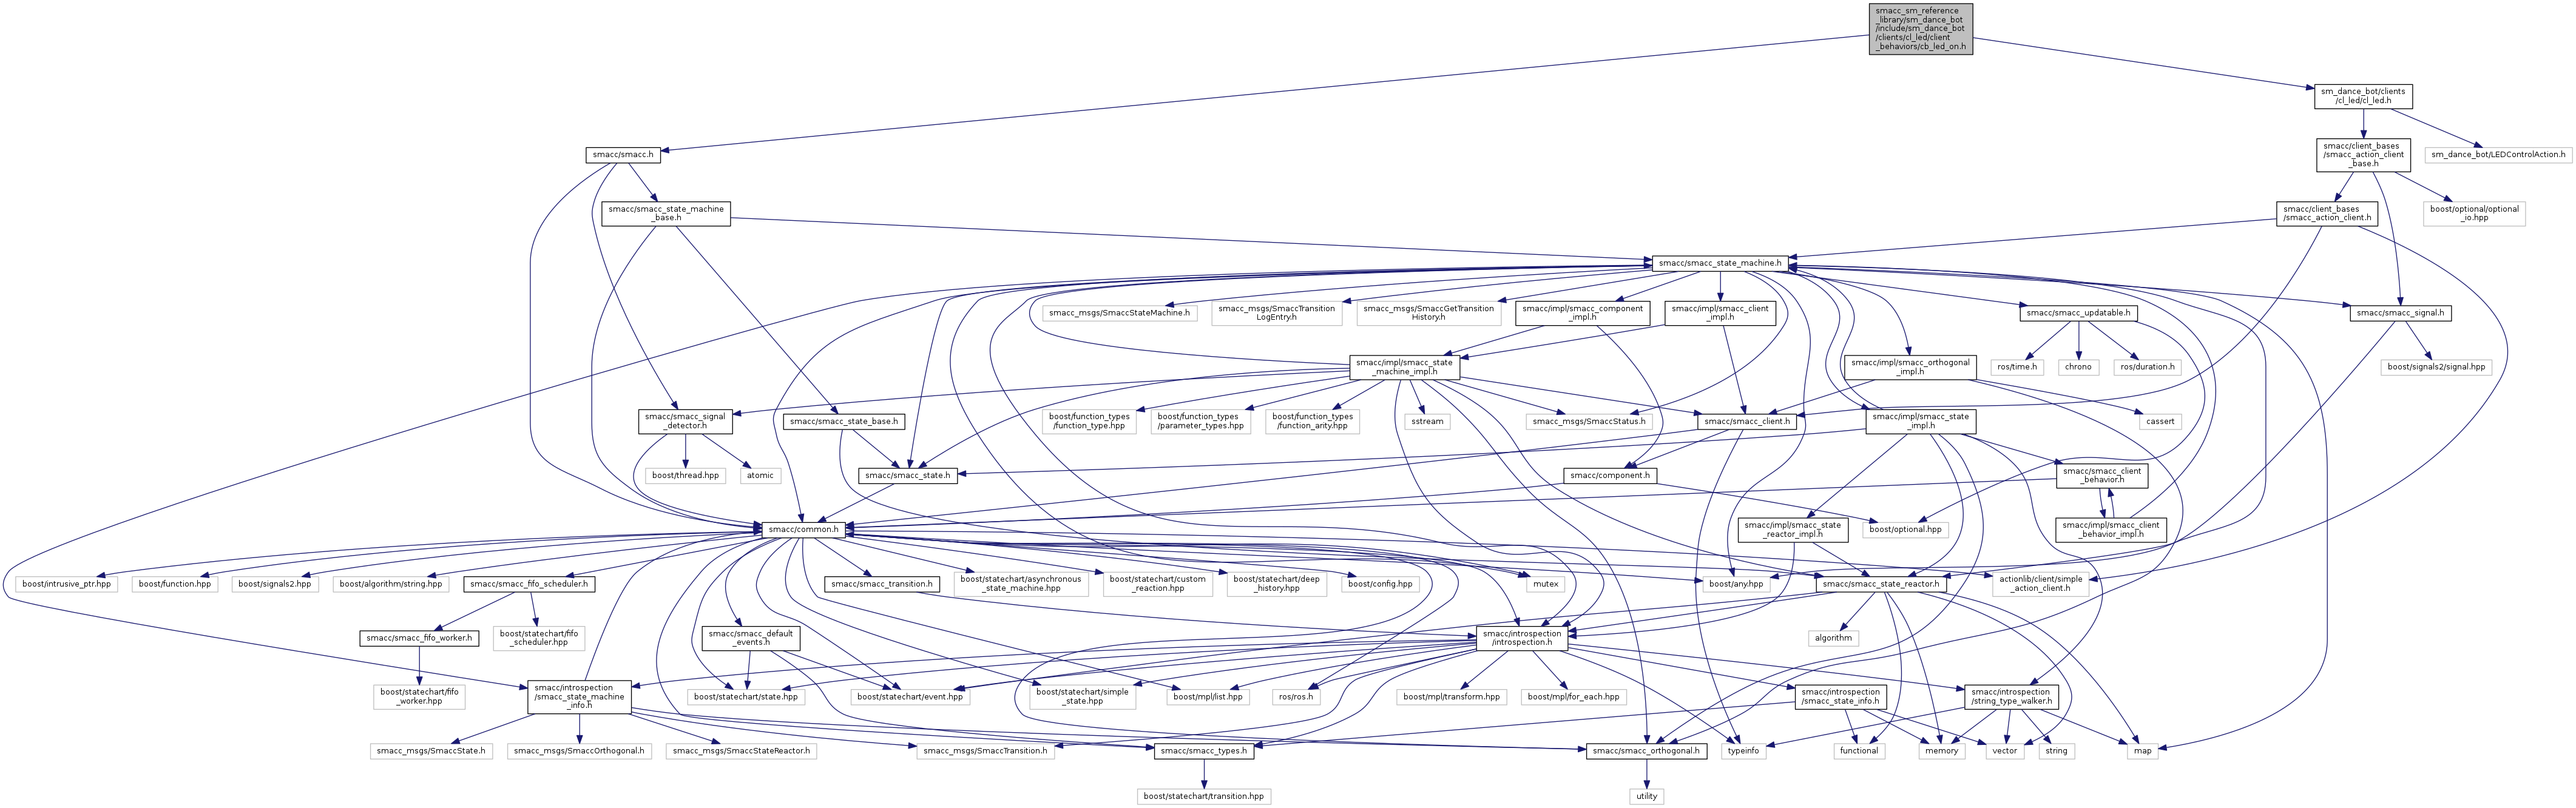 smacc_sm_reference
_library/sm_dance_bot
/include/sm_dance_bot
/clients/cl_led/client
_behaviors/cb_led_on.h
sm_dance_bot/clients
/cl_led/cl_led.h
smacc/smacc.h
smacc/client_bases
/smacc_action_client
_base.h
sm_dance_bot/LEDControlAction.h
smacc/smacc_state_machine
_base.h
smacc/client_bases
/smacc_action_client.h
boost/optional/optional
_io.hpp
smacc/smacc_state_machine.h
smacc_msgs/SmaccStateMachine.h
smacc_msgs/SmaccTransition
LogEntry.h
smacc_msgs/SmaccGetTransition
History.h
smacc/impl/smacc_component
_impl.h
smacc/impl/smacc_client
_impl.h
smacc/smacc_updatable.h
smacc/smacc_signal.h
smacc/impl/smacc_state
_machine_impl.h
smacc/impl/smacc_orthogonal
_impl.h
ros/time.h
chrono
ros/duration.h
boost/signals2/signal.hpp
smacc/smacc_signal
_detector.h
smacc/smacc_state_base.h
boost/function_types
/function_type.hpp
boost/function_types
/parameter_types.hpp
boost/function_types
/function_arity.hpp
sstream
smacc_msgs/SmaccStatus.h
smacc/smacc_client.h
smacc/impl/smacc_state
_impl.h
cassert
boost/thread.hpp
atomic
smacc/smacc_state.h
smacc/component.h
smacc/smacc_client
_behavior.h
smacc/common.h
smacc/impl/smacc_state
_reactor_impl.h
boost/optional.hpp
smacc/impl/smacc_client
_behavior_impl.h
boost/intrusive_ptr.hpp
boost/function.hpp
boost/signals2.hpp
boost/algorithm/string.hpp
smacc/smacc_fifo_scheduler.h
smacc/smacc_transition.h
boost/statechart/asynchronous
_state_machine.hpp
boost/statechart/custom
_reaction.hpp
boost/statechart/deep
_history.hpp
boost/config.hpp
mutex
boost/any.hpp
smacc/smacc_state_reactor.h
actionlib/client/simple
_action_client.h
smacc/smacc_fifo_worker.h
boost/statechart/fifo
_scheduler.hpp
smacc/smacc_default
_events.h
smacc/introspection
/introspection.h
algorithm
boost/statechart/fifo
_worker.hpp
smacc/introspection
/smacc_state_machine
_info.h
boost/statechart/state.hpp
boost/statechart/event.hpp
boost/statechart/simple
_state.hpp
boost/mpl/list.hpp
ros/ros.h
boost/mpl/transform.hpp
boost/mpl/for_each.hpp
smacc/introspection
/smacc_state_info.h
smacc/introspection
/string_type_walker.h
smacc_msgs/SmaccState.h
smacc_msgs/SmaccOrthogonal.h
smacc_msgs/SmaccStateReactor.h
smacc_msgs/SmaccTransition.h
smacc/smacc_types.h
smacc/smacc_orthogonal.h
typeinfo
functional
memory
vector
string
map
boost/statechart/transition.hpp
utility